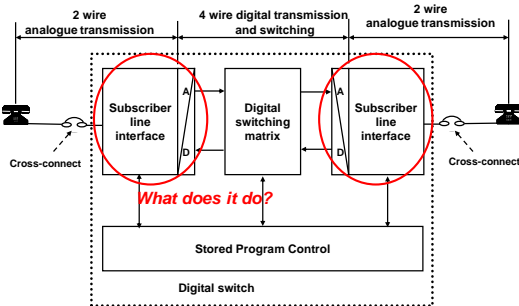 2 wire
analogue transmission
4 wire digital transmission
and switching
2 wire
analogue transmission
Subscriber
line
interface
A
D
Digital
switching
matrix
A
D
Subscriber
line
interface
Cross-connect
Cross-connect
What does it do?
Stored Program Control
Digital switch